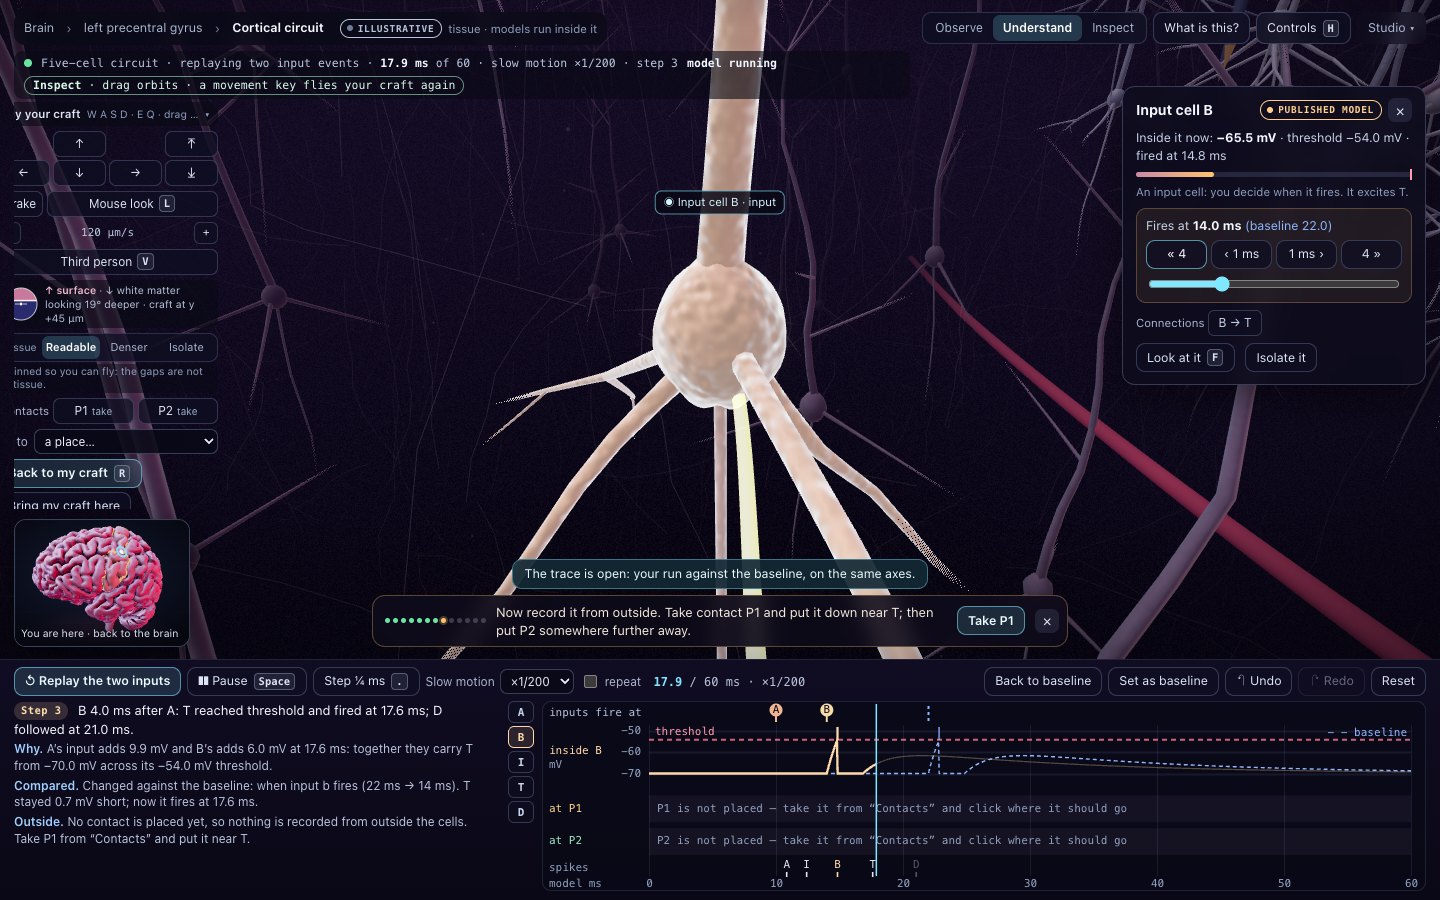 Brain › left precentral gyrus › Cortical circuit ILLUSTRATIVE tissue · models run inside it
Observe Understand Inspect What is this? Controls H Studio
Five-cell circuit · replaying two input events · 17.9 ms of 60 · slow motion ×1/200 · step 3 model running
Inspect · drag orbits · a movement key flies your craft again
y your craft W A S D · E Q · drag ...
↑ ⤒
← ↓ → ⤓
rake Mouse look L
120 µm/s +
Third person V
↑ surface · ↓ white matter
looking 19° deeper · craft at y
+45 µm
ssue Readable Denser Isolate
inned so you can fly: the gaps are not
tissue.
ontacts P1 take P2 take
to a place...
Back to my craft R
Bring my craft here
You are here · back to the brain
Input cell B · input
Input cell B PUBLISHED MODEL ×
Inside it now: −65.5 mV · threshold −54.0 mV ·
fired at 14.8 ms
An input cell: you decide when it fires. It excites T.
Fires at 14.0 ms (baseline 22.0)
« 4 ‹ 1 ms 1 ms › 4 »
Connections B → T
Look at it F Isolate it
The trace is open: your run against the baseline, on the same axes.
Now record it from outside. Take contact P1 and put it down near T; then
put P2 somewhere further away.
Take P1 ×
Replay the two inputs Pause Space Step ¼ ms . Slow motion ×1/200 repeat 17.9 / 60 ms · ×1/200
Back to baseline Set as baseline Undo Redo Reset
Step 3 B 4.0 ms after A: T reached threshold and fired at 17.6 ms; D
followed at 21.0 ms.
Why. A’s input adds 9.9 mV and B’s adds 6.0 mV at 17.6 ms: together they carry T
from −70.0 mV across its −54.0 mV threshold.
Compared. Changed against the baseline: when input b fires (22 ms → 14 ms). T
stayed 0.7 mV short; now it fires at 17.6 ms.
Outside. No contact is placed yet, so nothing is recorded from outside the cells.
Take P1 from “Contacts” and put it near T.
A
B
I
T
D
inputs fire at A B
−50 threshold – – baseline
inside B −60
mV
−70
at P1 P1 is not placed — take it from “Contacts” and click where it should go
at P2 P2 is not placed — take it from “Contacts” and click where it should go
spikes A I B T D
model ms 0 10 20 30 40 50 60